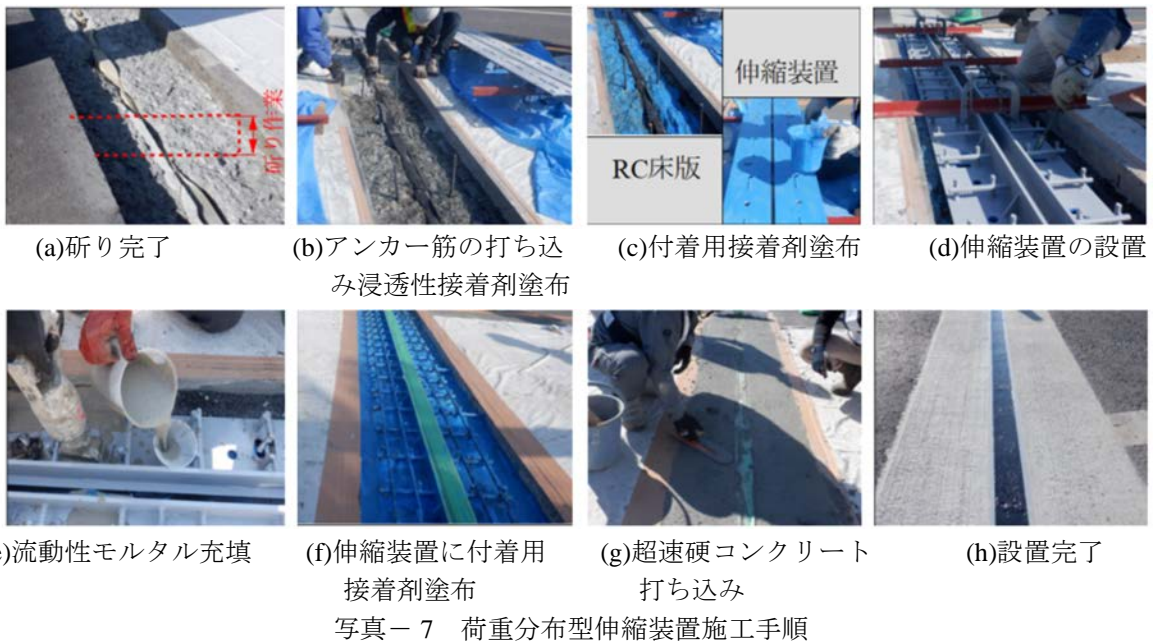 斫り作業
伸縮装置
RC床版
(a)斫り完了
(b)アンカー筋の打ち込
み浸透性接着剤塗布
(c)付着用接着剤塗布
(d)伸縮装置の設置
)流動性モルタル充填
(f)伸縮装置に付着用
接着剤塗布
(g)超速硬コンクリート
打ち込み
(h)設置完了
写真－7 荷重分布型伸縮装置施工手順